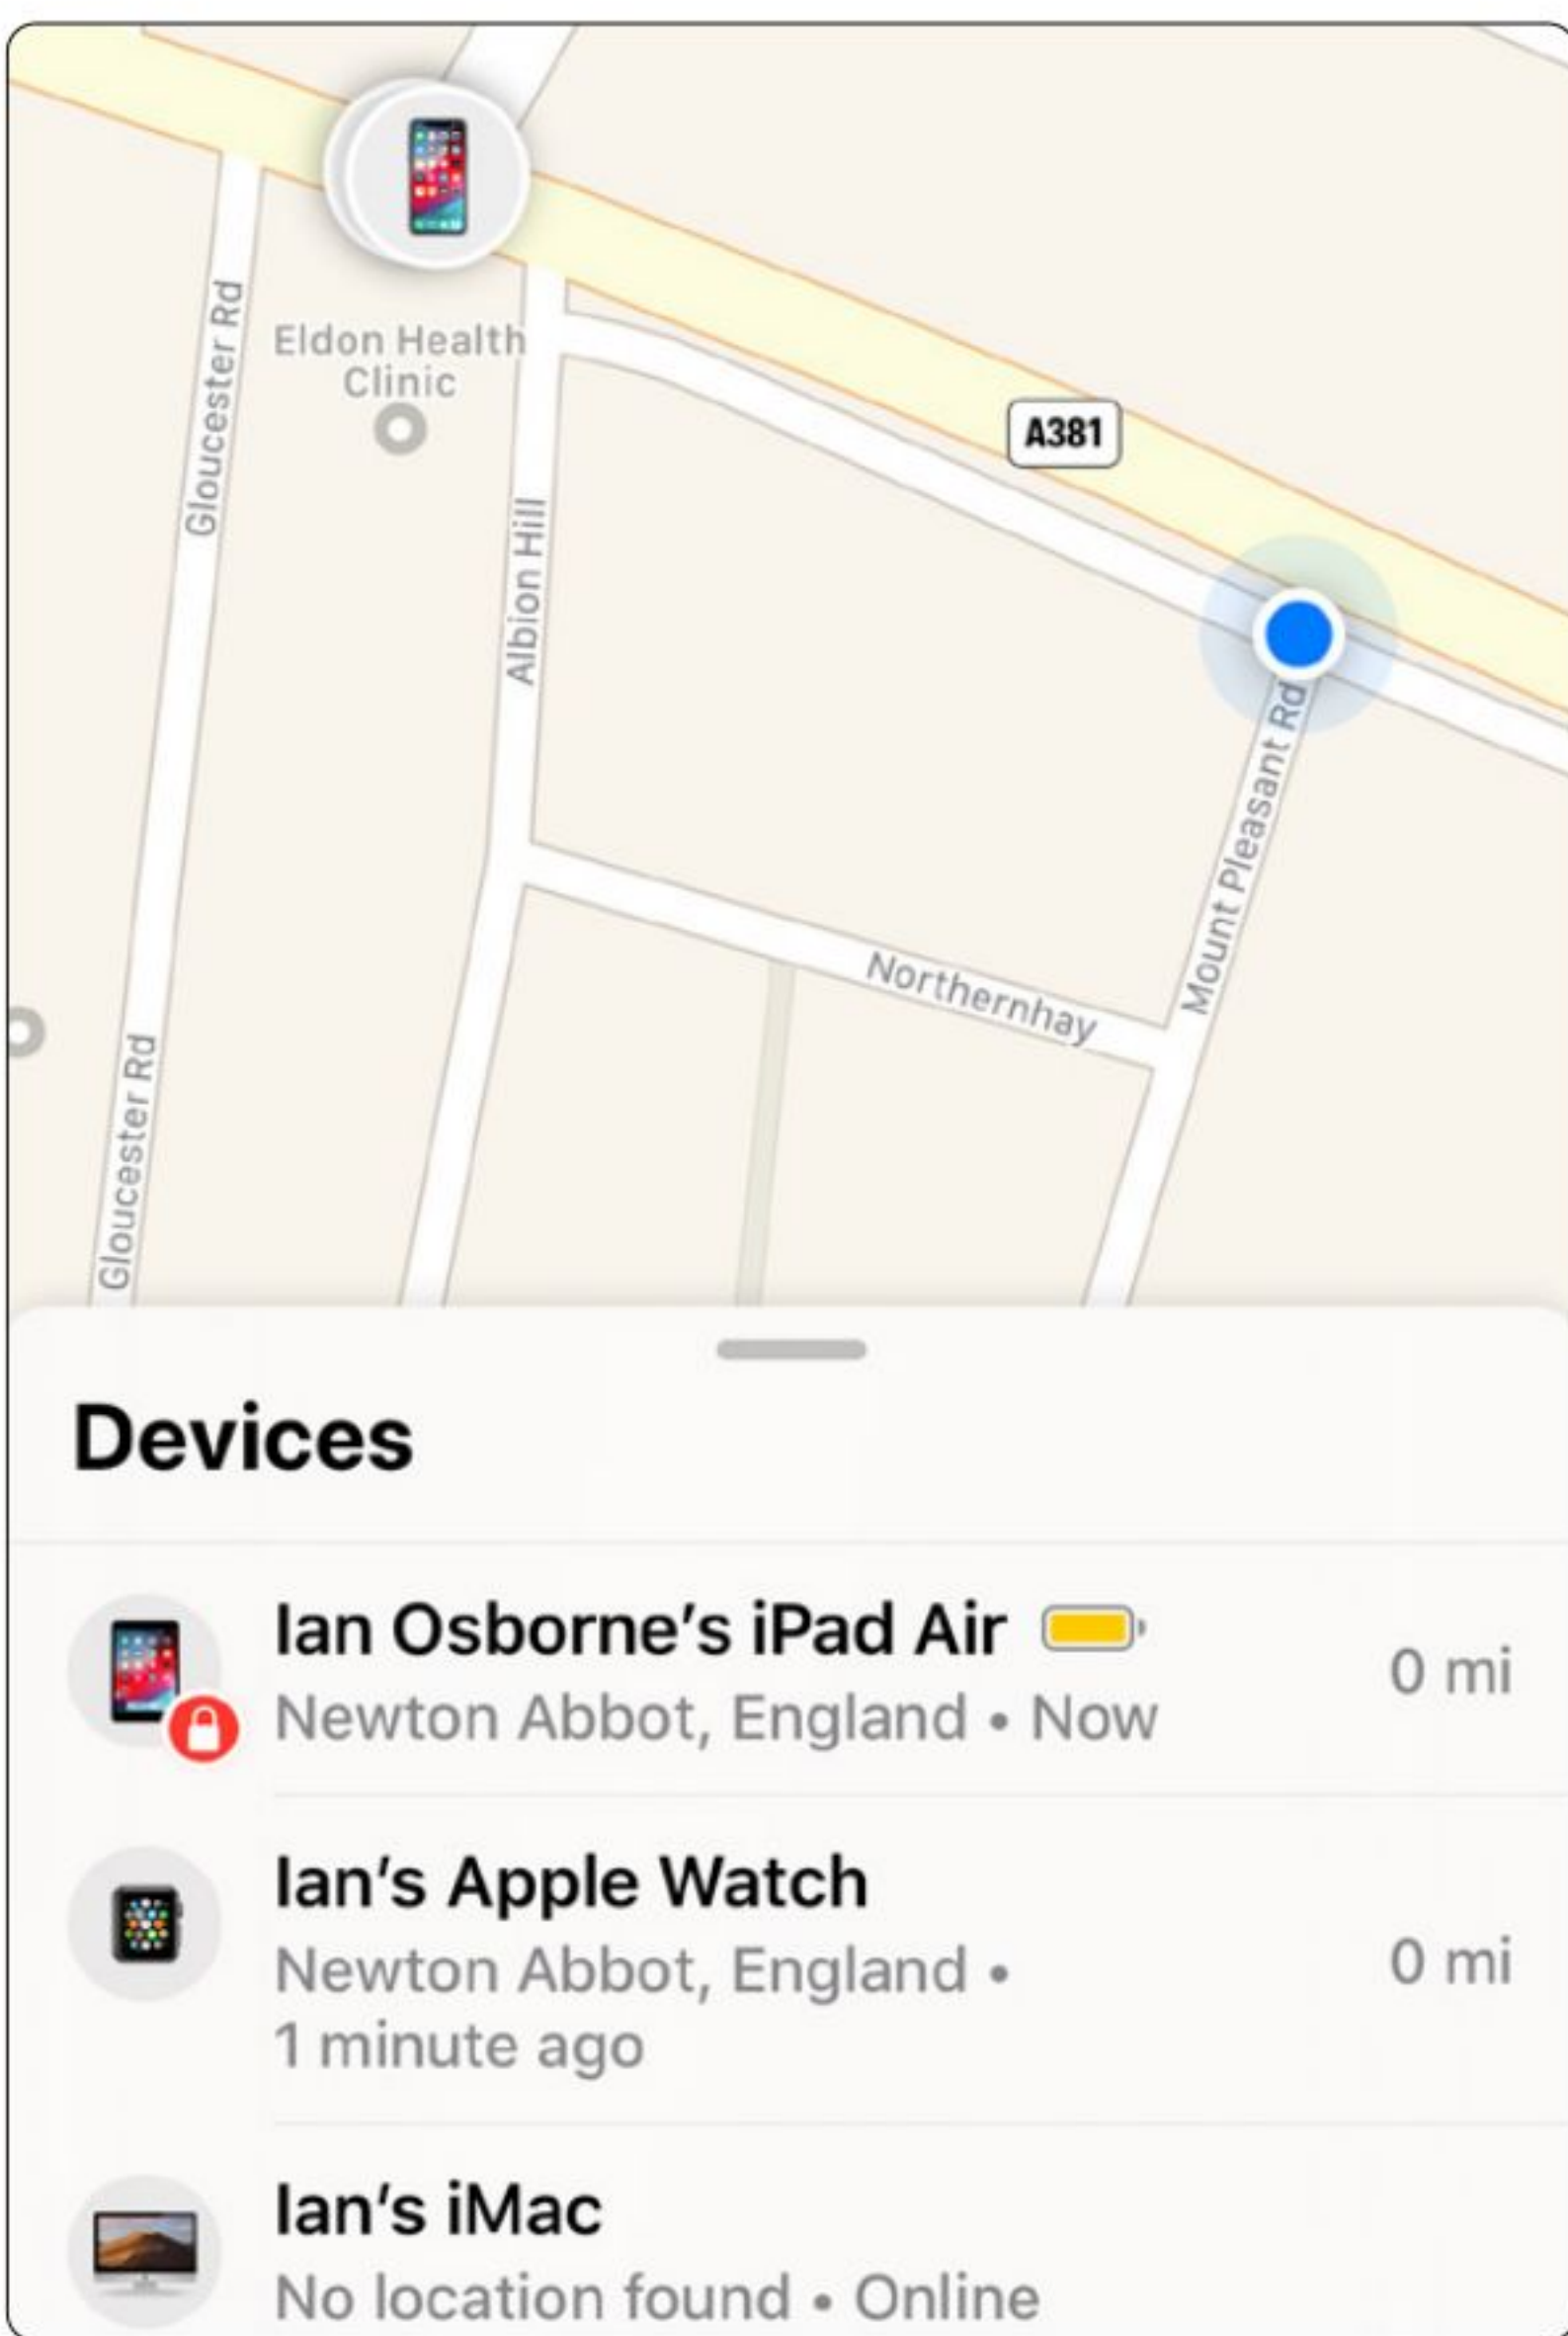 Gloucester Rd
Eldon Health
Clinic
A381
Albion Hill
Mount Pleasant Rd
Northernhay
Gloucester Rd
Devices
Ian Osborne’s iPad Air
Newton Abbot, England • Now
0 mi
Ian’s Apple Watch
Newton Abbot, England •
1 minute ago
0 mi
Ian’s iMac
No location found • Online